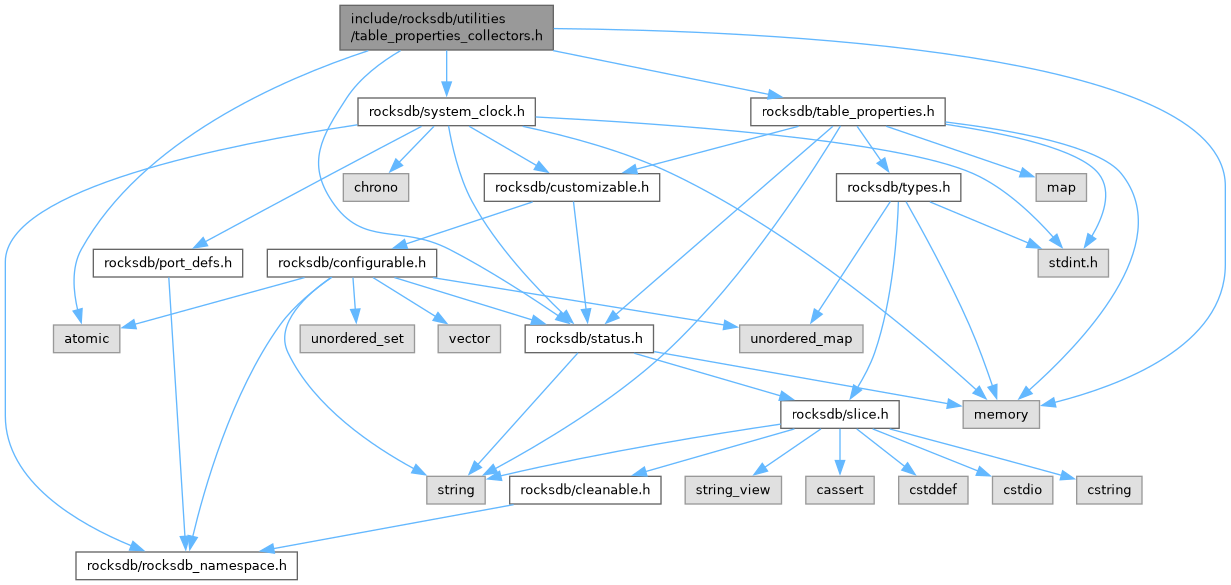 include/rocksdb/utilities
/table_properties_collectors.h
rocksdb/system_clock.h
rocksdb/table_properties.h
chrono
rocksdb/customizable.h
rocksdb/types.h
map
rocksdb/port_defs.h
rocksdb/configurable.h
stdint.h
atomic
unordered_set
vector
rocksdb/status.h
unordered_map
rocksdb/slice.h
memory
string
rocksdb/cleanable.h
string_view
cassert
cstddef
cstdio
cstring
rocksdb/rocksdb_namespace.h